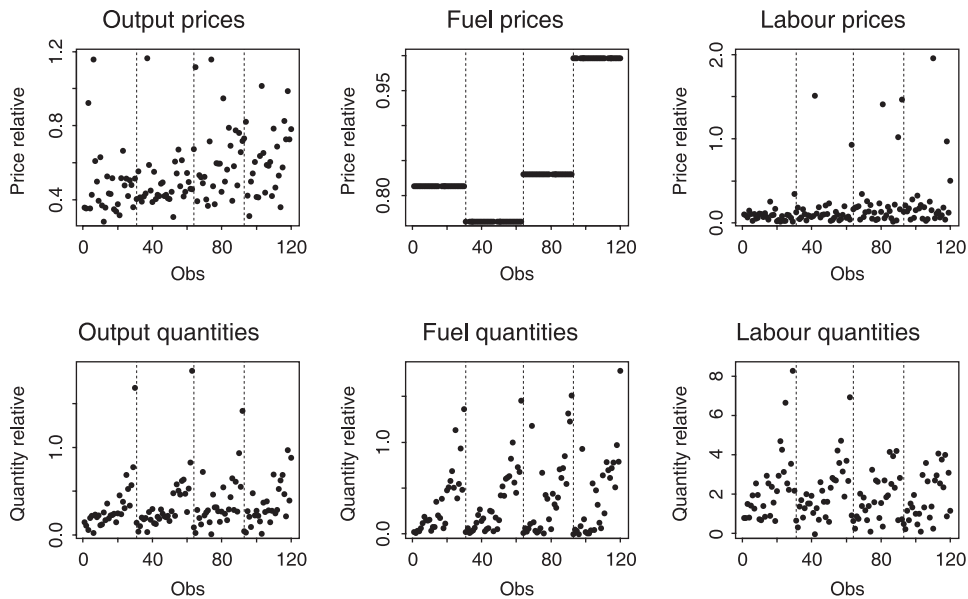 Output prices
Fuel prices
Labour prices
Price relative
1.2
0.8
0.4
0 40 80 120
Obs
Price relative
0.95
0.80
0 40 80 120
Obs
Price relative
2.0
1.0
0.0
0 40 80 120
Obs
Output quantities
Fuel quantities
Labour quantities
Quantity relative
1.0
0.0
0 40 80 120
Obs
Quantity relative
1.0
0.0
0 40 80 120
Obs
Quantity relative
8
6
4
2
0
0 40 80 120
Obs